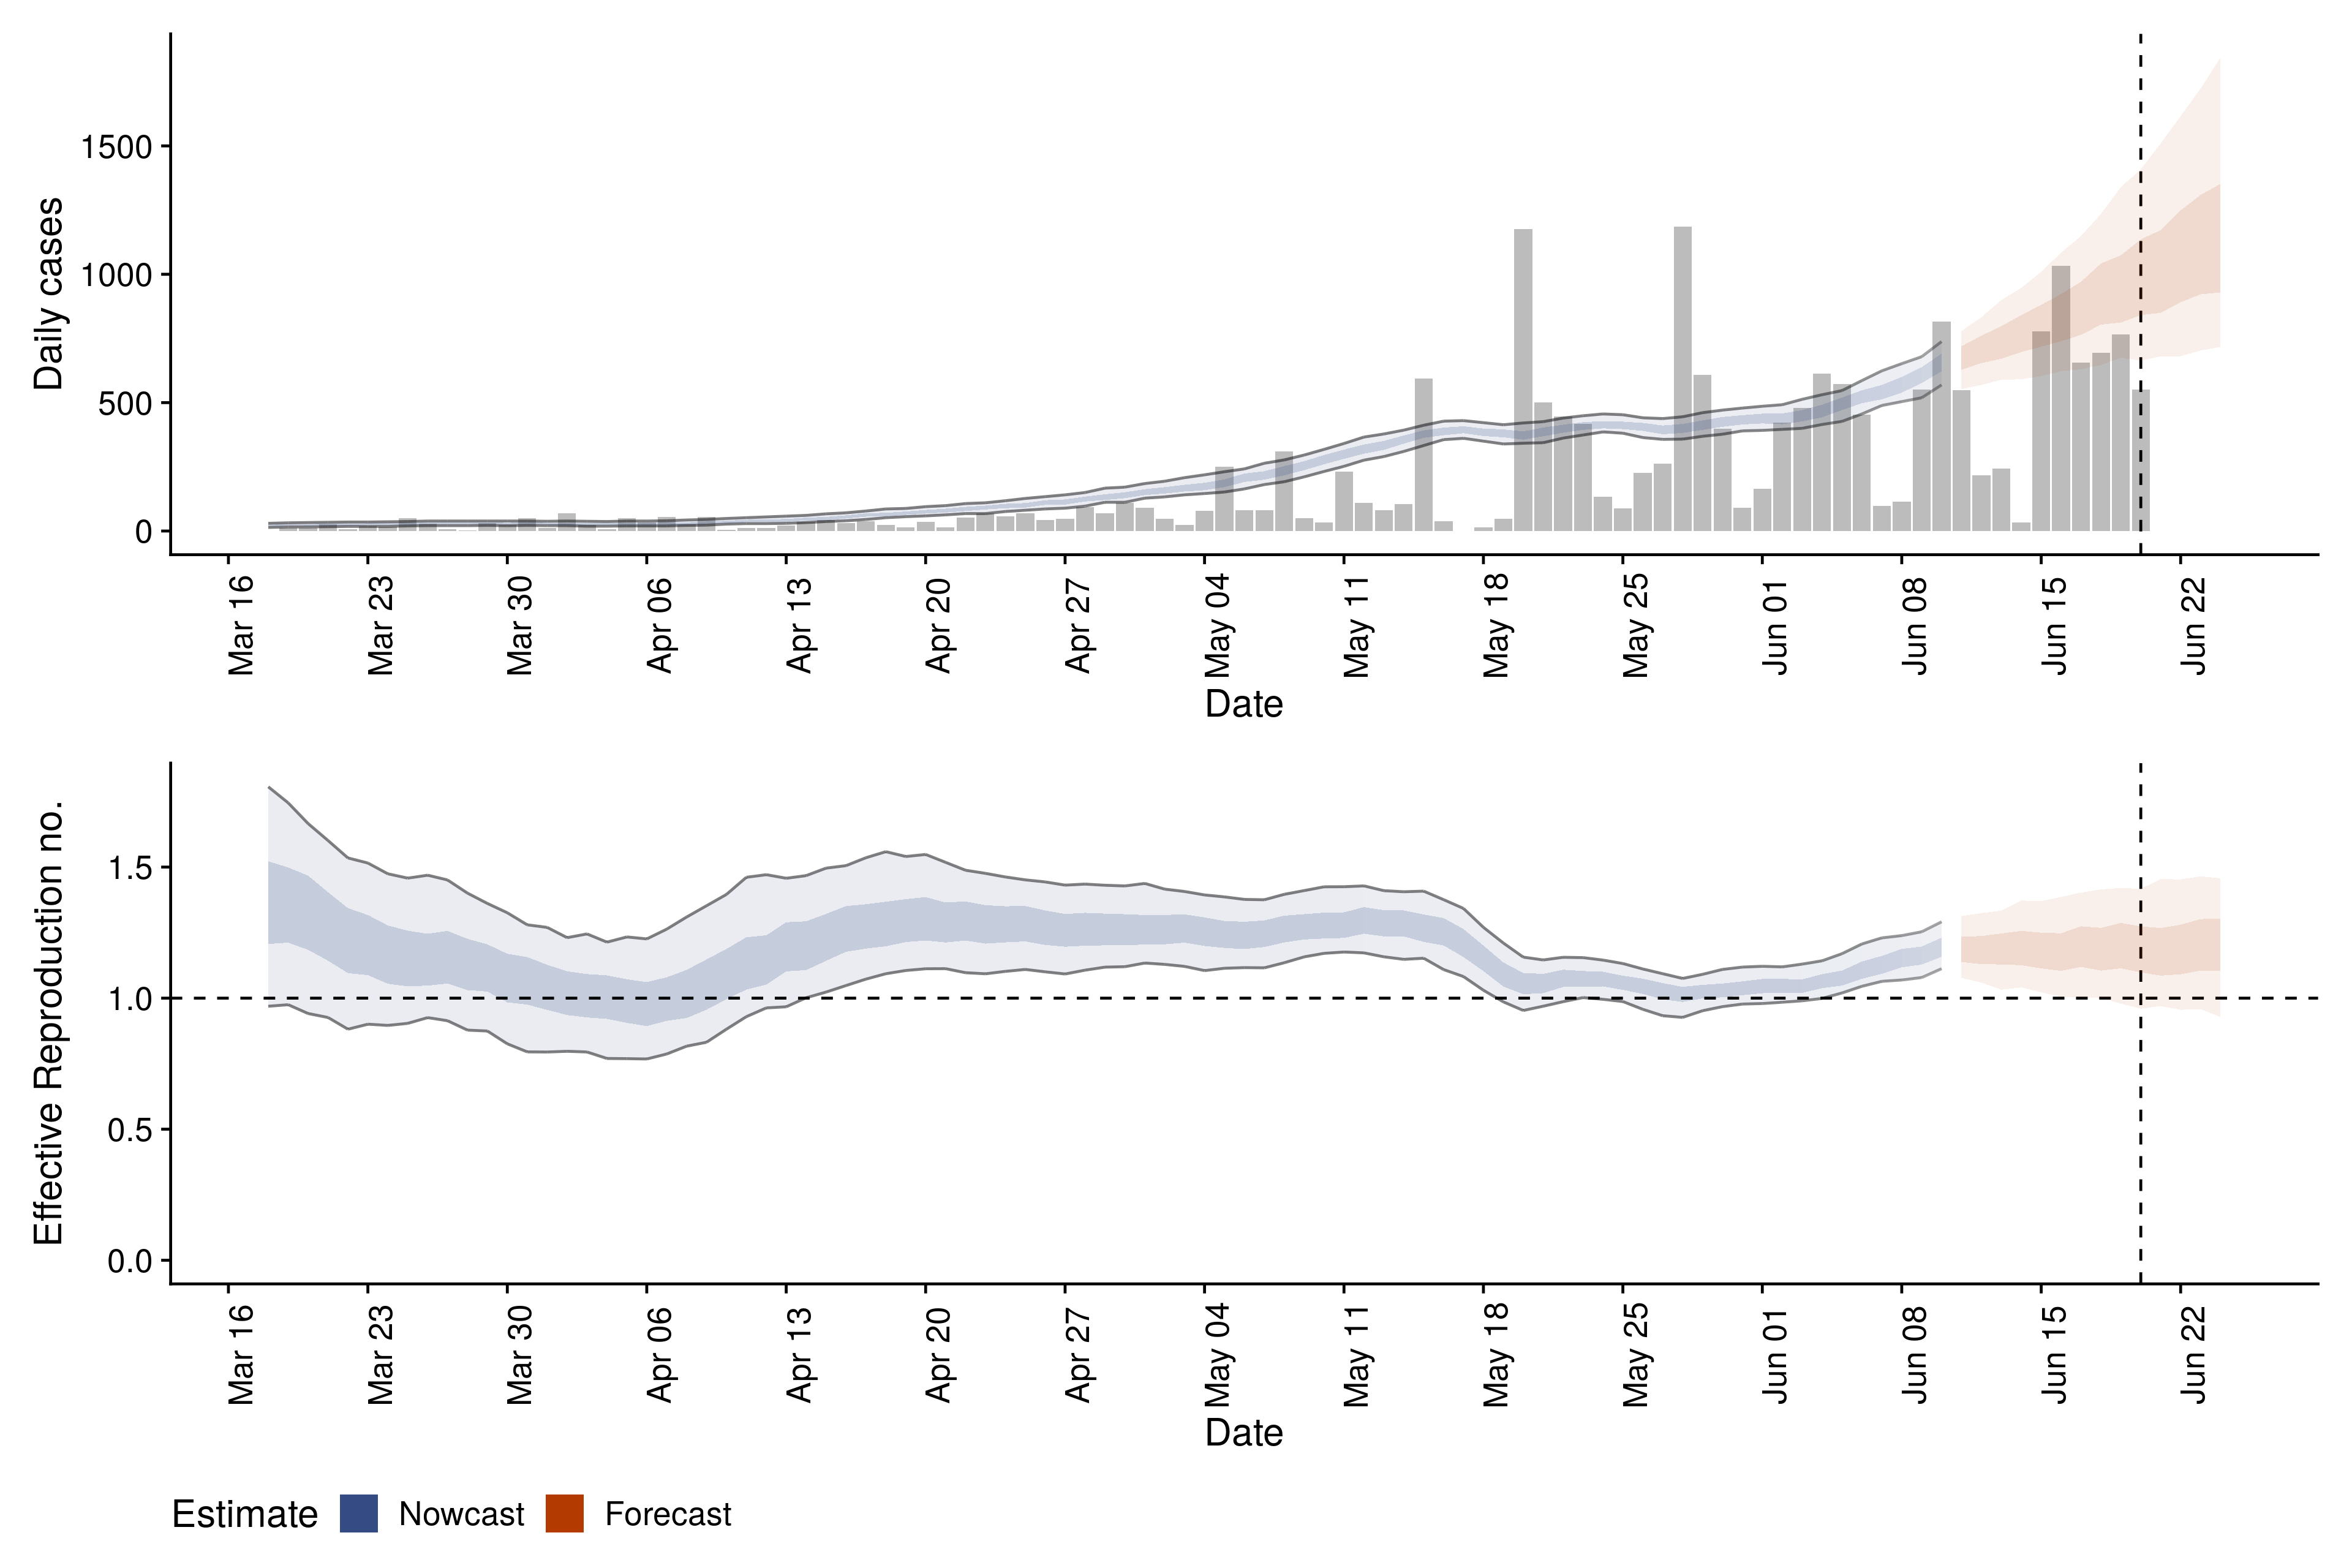 Daily cases
1500
1000
500
0
Mar 16
Mar 23
Mar 30
Apr 06
Apr 13
Apr 20
Apr 27
May 04
May 11
May 18
May 25
Jun 01
Jun 08
Jun 15
Jun 22
Date
Effective Reproduction no.
1.5
1.0
0.5
0.0
Mar 16
Mar 23
Mar 30
Apr 06
Apr 13
Apr 20
Apr 27
May 04
May 11
May 18
May 25
Jun 01
Jun 08
Jun 15
Jun 22
Date
Estimate Nowcast Forecast